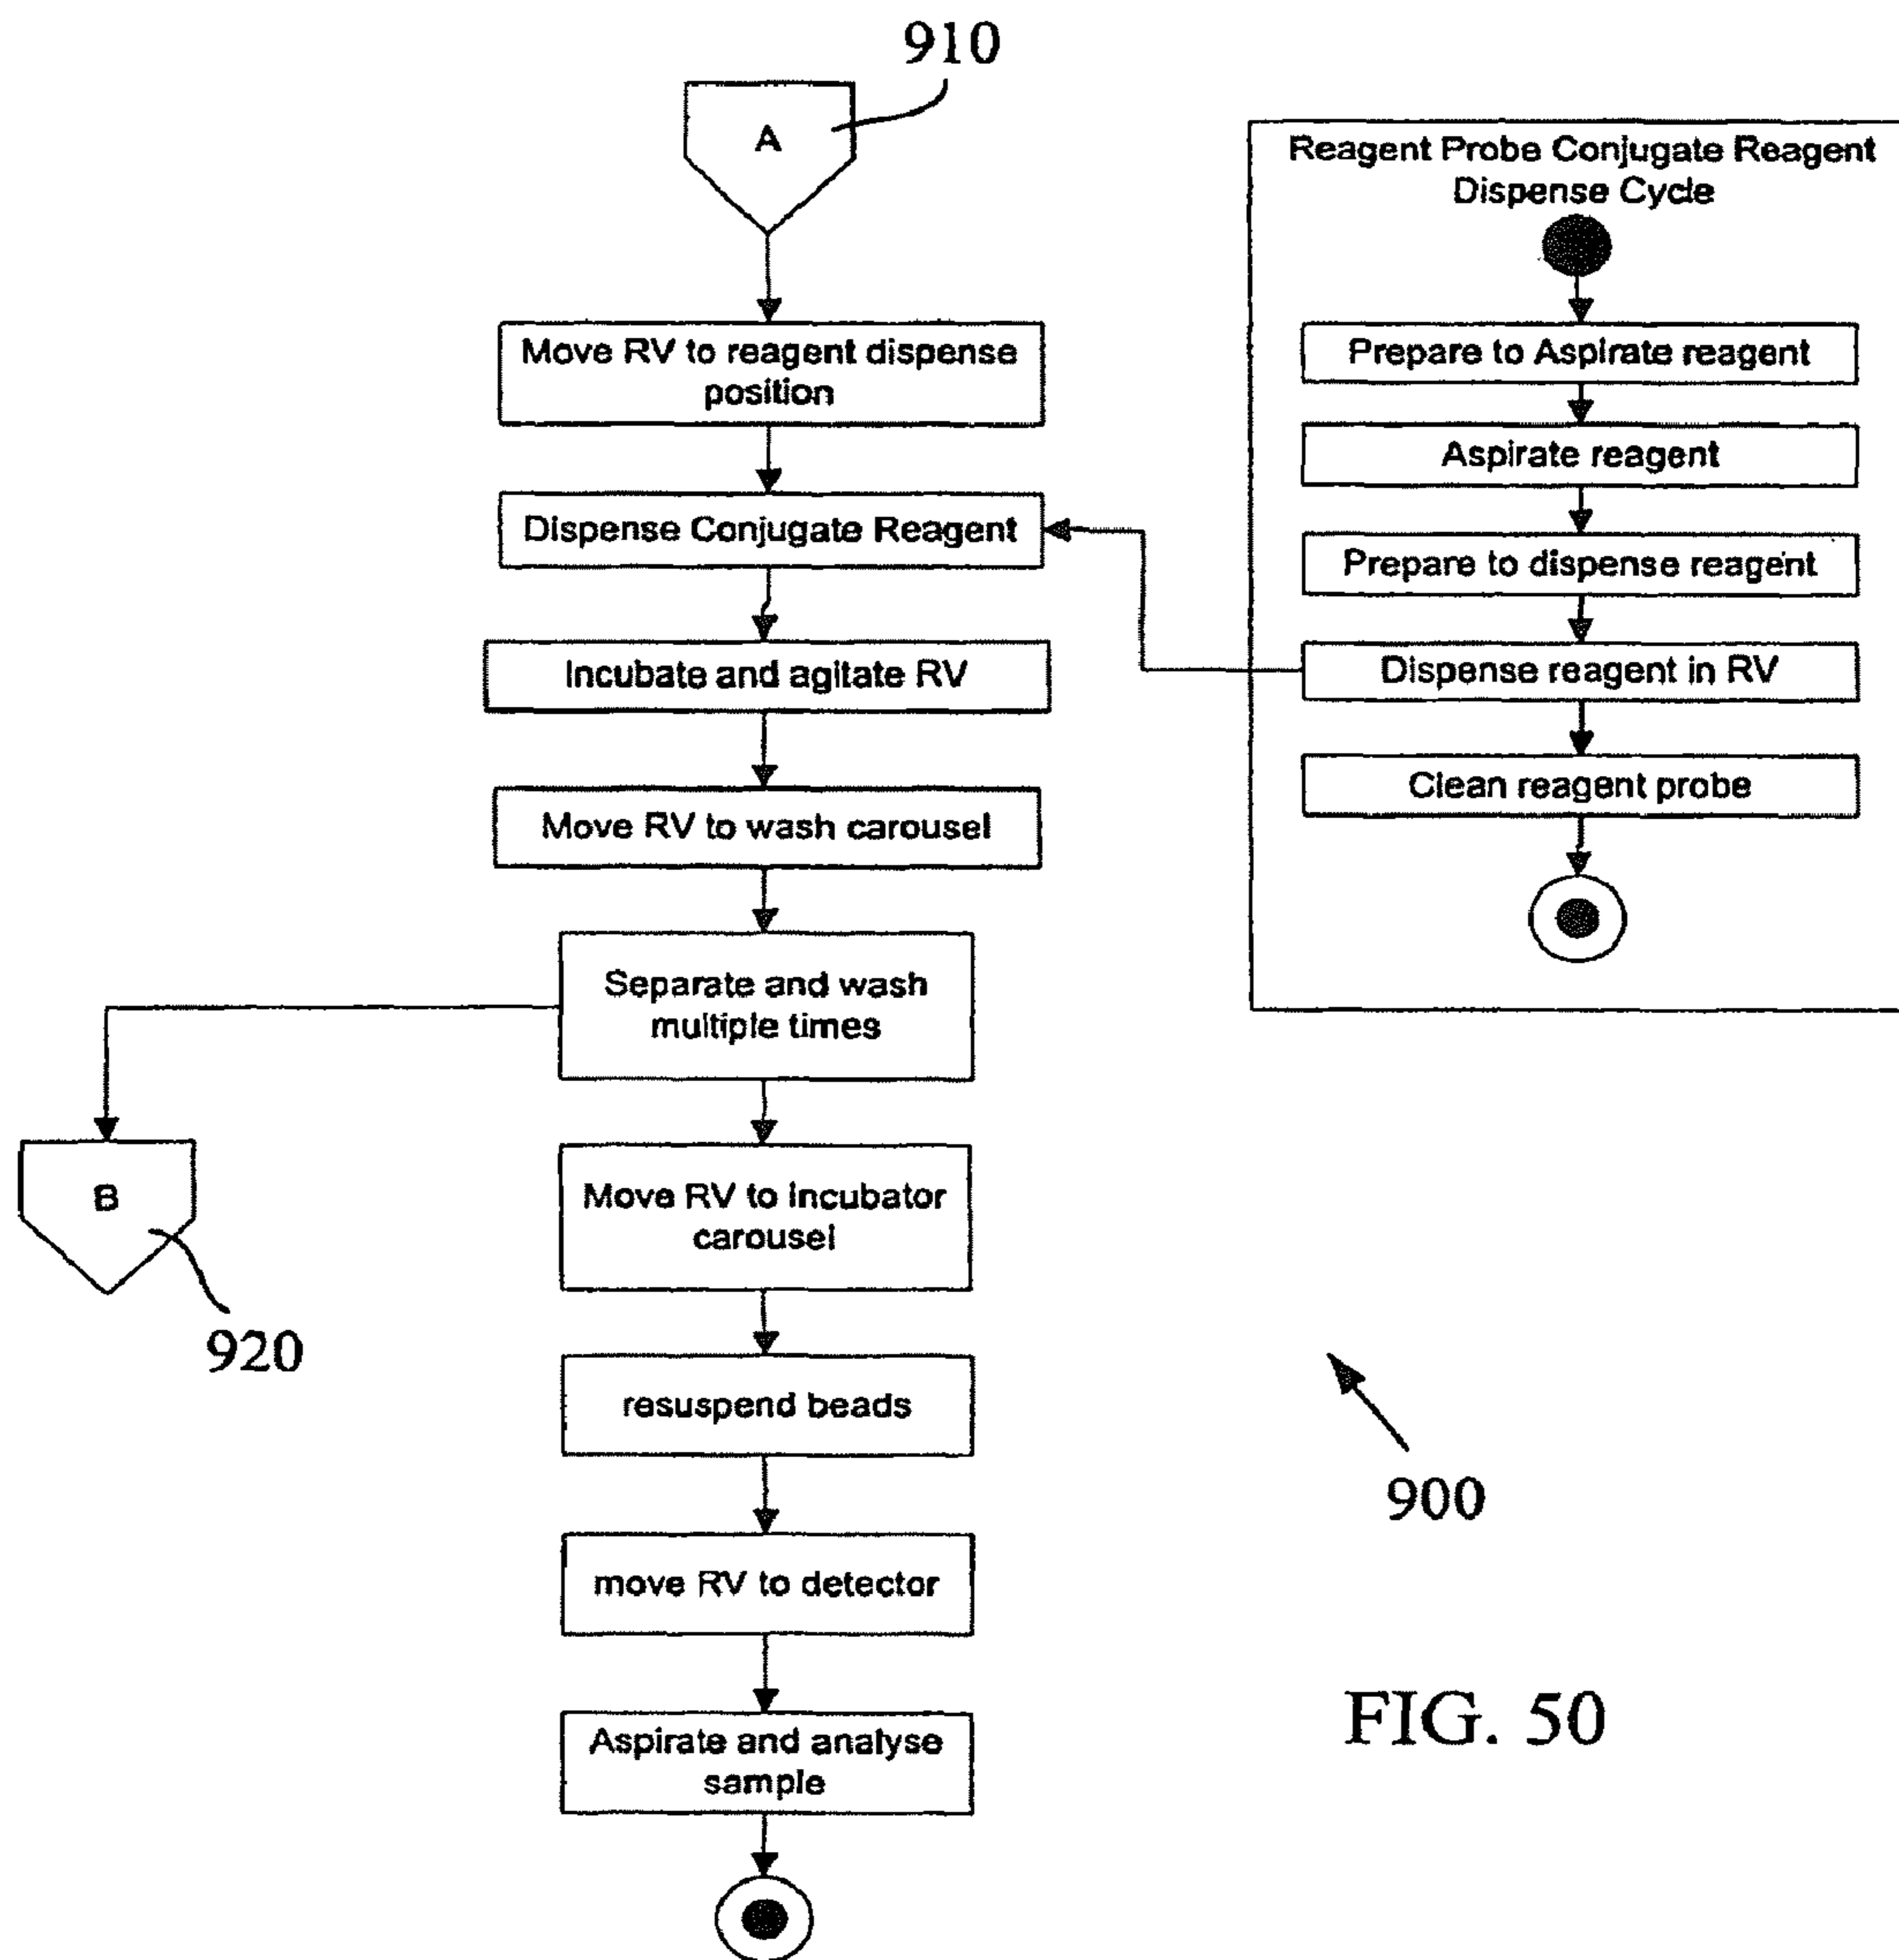 910
A
Reagent Probe Conjugate Reagent
Dispense Cycle
Move RV to reagent dispense
position
Dispense Conjugate Reagent
Incubate and agitate RV
Move RV to wash carousel
Separate and wash
multiple times
B
920
Move RV to Incubator
carousel
resuspend beads
move RV to detector
Aspirate and analyse
sample
Prepare to Aspirate reagent
Aspirate reagent
Prepare to dispense reagent
Dispense reagent in RV
Clean reagent probe
900
FIG. 50